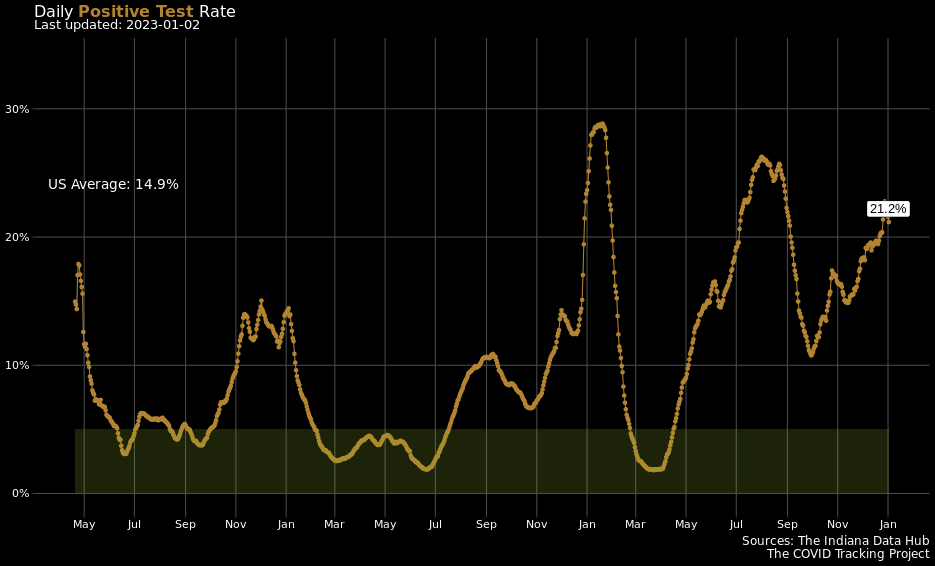 Daily Positive Test Rate
Last updated: 2023-01-02
30%
US Average: 14.9%
21.2%
20%
10%
0%
May Jul Sep Nov Jan Mar May Jul Sep Nov Jan Mar May Jul Sep Nov Jan
Sources: The Indiana Data Hub
The COVID Tracking Project